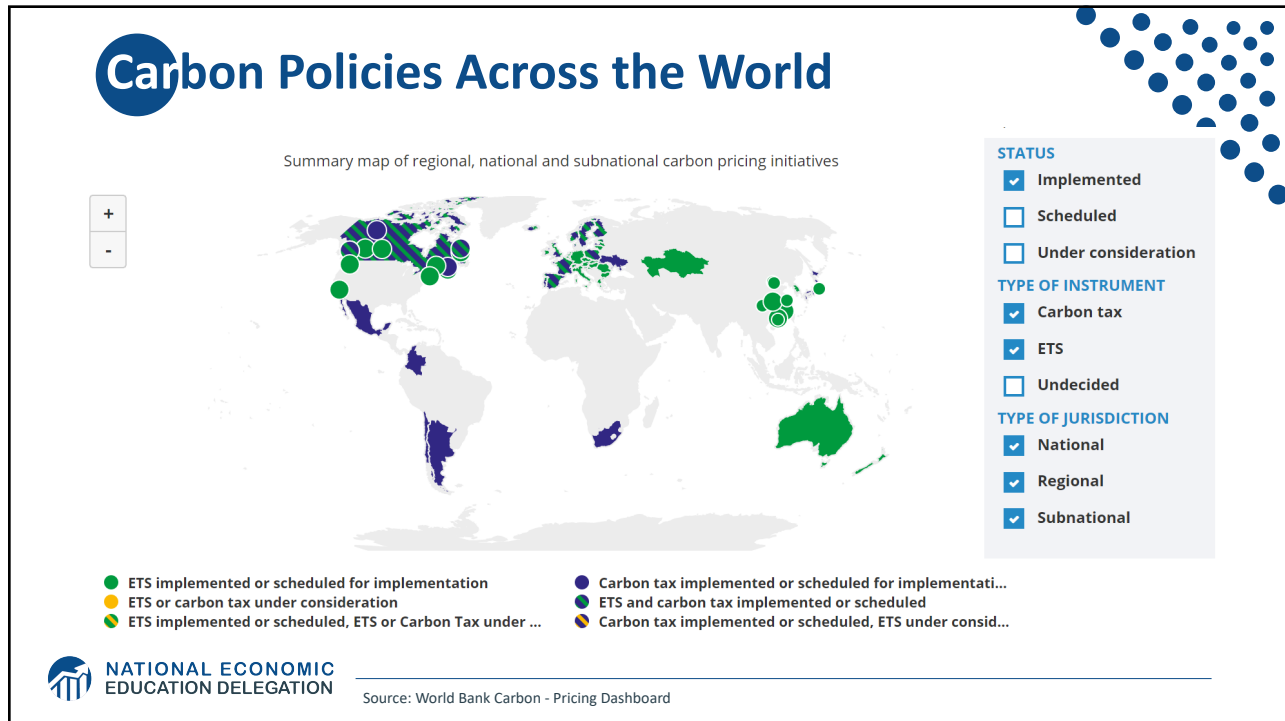 Carbon Policies Across the World
Summary map of regional, national and subnational carbon pricing initiatives
+
-
STATUS
Implemented
Scheduled
Under consideration
TYPE OF INSTRUMENT
Carbon tax
ETS
Undecided
TYPE OF JURISDICTION
National
Regional
Subnational
ETS implemented or scheduled for implementation
Carbon tax implemented or scheduled for implementati...
ETS or carbon tax under consideration
ETS and carbon tax implemented or scheduled
ETS implemented or scheduled, ETS or Carbon Tax under ...
Carbon tax implemented or scheduled, ETS under consid...
NATIONAL ECONOMIC
EDUCATION DELEGATION
Source: World Bank Carbon - Pricing Dashboard